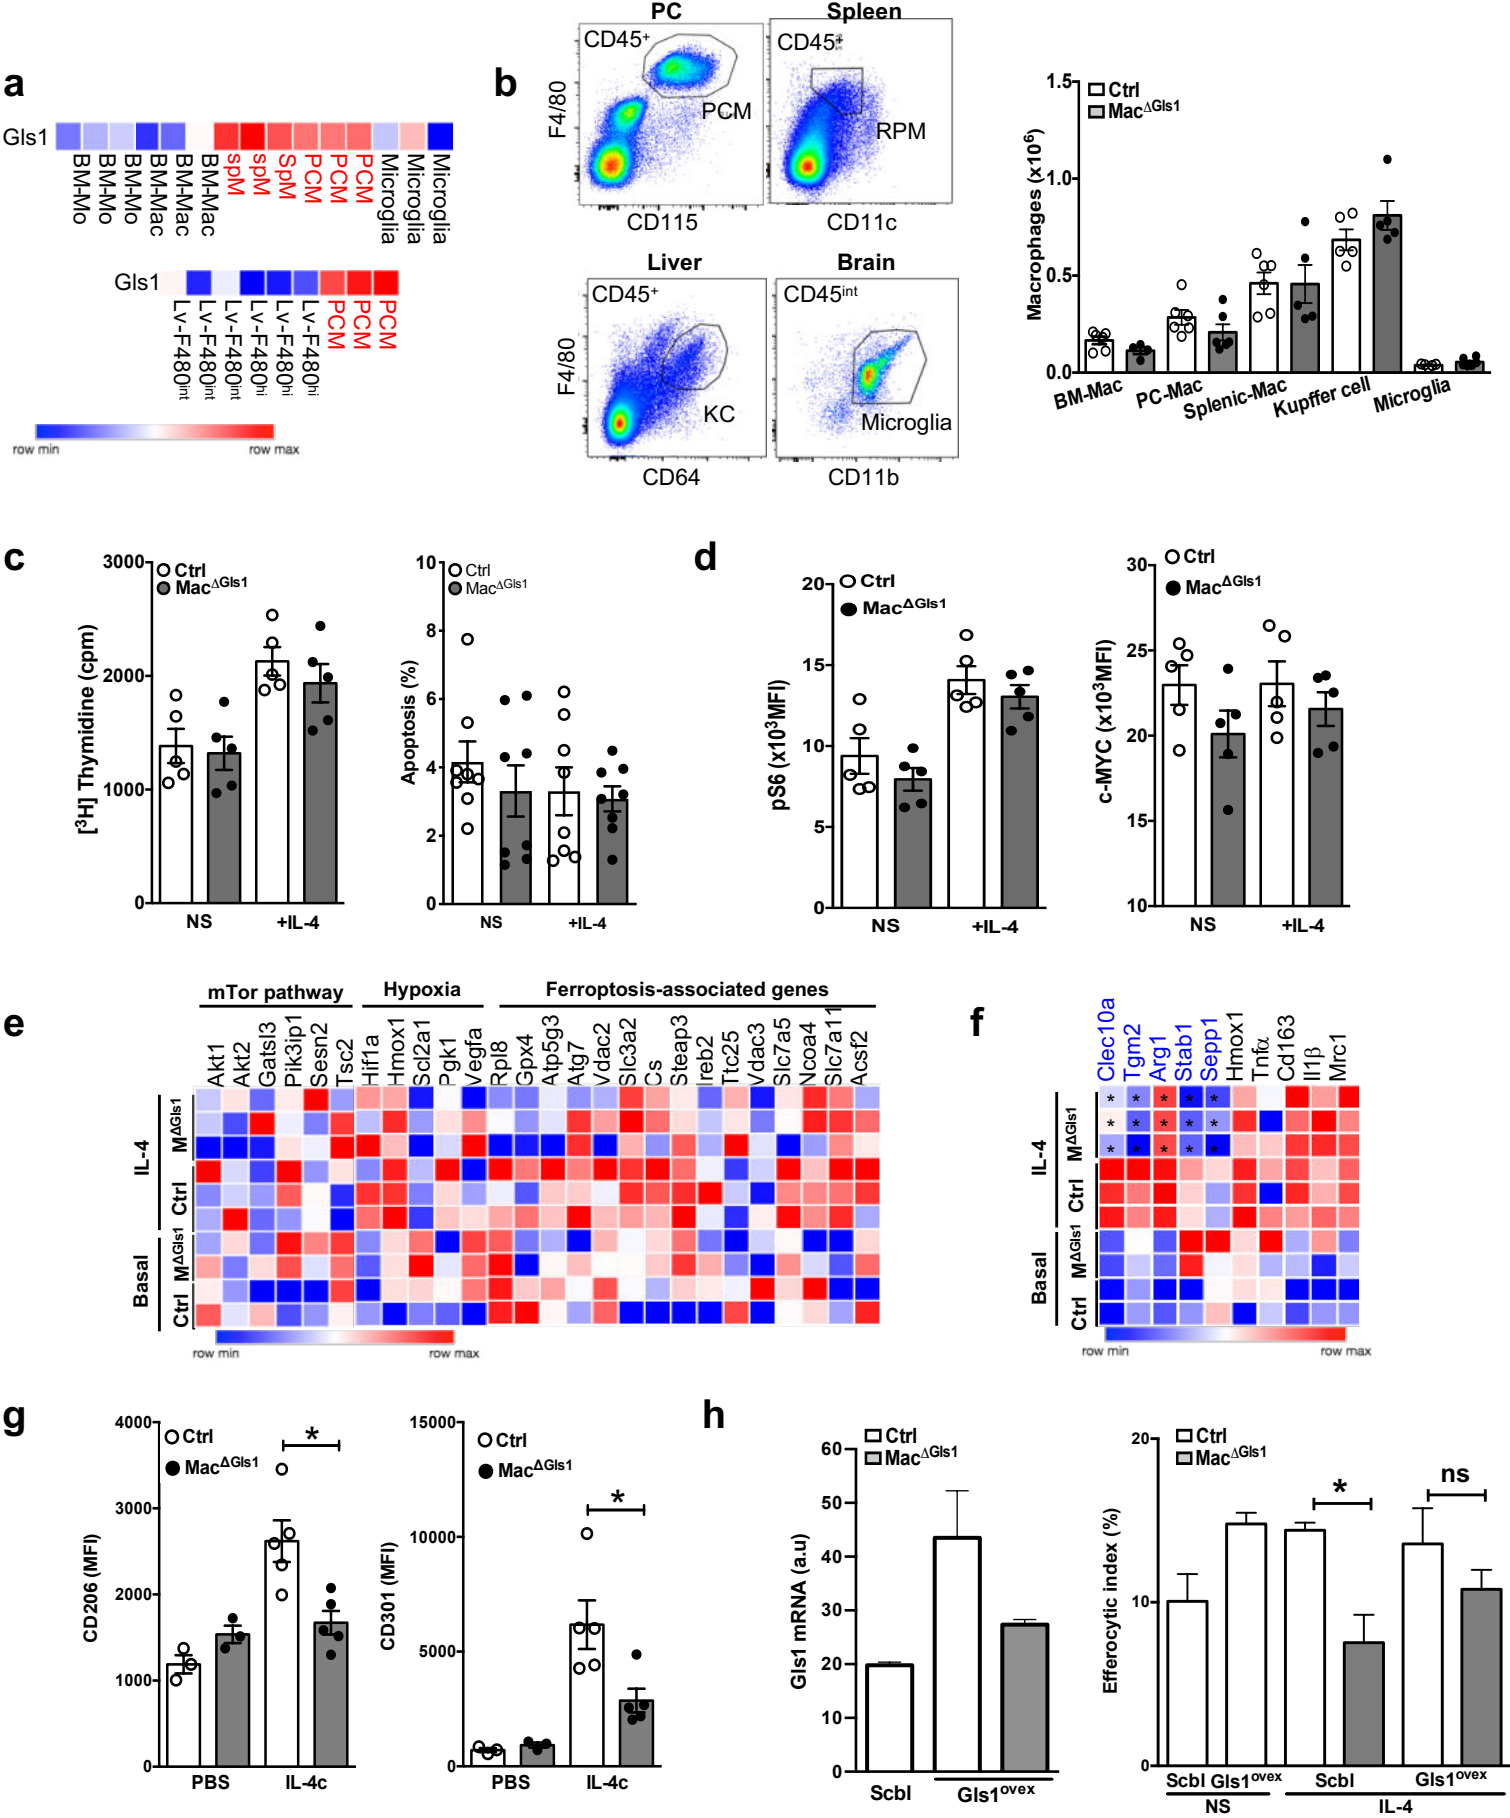 a
Gls1
BM-Mo
BM-Mo
BM-Mo
BM-Mac
BM-Mac
BM-Mac
spM
spM
SpM
PCM
PCM
PCM
Microglia
Microglia
Microglia
Gls1
Lv-F480int
Lv-F480int
Lv-F480int
Lv-F480hi
Lv-F480hi
Lv-F480hi
PCM
PCM
PCM
row min
row max
b
PC
CD45+
PCM
F4/80
CD115
Spleen
CD45+
RPM
CD11c
Liver
CD45+
KC
F4/80
CD64
Brain
CD45int
Microglia
CD11b
Ctrl
MacΔGls1
Macrophages (x10⁶)
1.5
1.0
0.5
0.0
BM-Mac
PC-Mac
Splenic-Mac
Kupffer cell
Microglia
c
Ctrl
MacΔGls1
[³H] Thymidine (cpm)
3000
2000
1000
0
NS
+IL-4
Ctrl
MacΔGls1
Apoptosis (%)
10
8
6
4
2
0
NS
+IL-4
d
Ctrl
MacΔGls1
pS6 (x10³MFI)
20
15
10
5
0
NS
+IL-4
Ctrl
MacΔGls1
c-MYC (x10³MFI)
30
25
20
15
10
NS
+IL-4
e
mTor pathway
Hypoxia
Ferroptosis-associated genes
Akt1
Akt2
Gatsl3
Pik3ip1
Sesn2
Tsc2
Hif1a
Hmox1
Scl2a1
Pgk1
Vegfa
Rpl8
Gpx4
Atp5g3
Atg7
Vdac2
Slc3a2
Cs
Steap3
Ireb2
Ttc25
Vdac3
Slc7a5
Ncoa4
Slc7a11
Acsf2
IL-4
MΔGls1
Ctrl
Basal
MΔGls1
Ctrl
row min
row max
f
Clec10a
Tgm2
Arg1
Stab1
Sepp1
Hmox1
Tnfα
Cd163
Il1β
Mrc1
* * * * *
* * * * *
* * * * *
IL-4
MΔGls1
Ctrl
Basal
MΔGls1
Ctrl
row min
row max
g
Ctrl
MacΔGls1
*
CD206 (MFI)
4000
3000
2000
1000
0
PBS
IL-4c
Ctrl
MacΔGls1
*
CD301 (MFI)
15000
10000
5000
0
PBS
IL-4c
h
Ctrl
MacΔGls1
Gls1 mRNA (a.u)
60
50
40
30
20
10
0
Scbl
Gls1ovex
Ctrl
MacΔGls1
*
ns
Efferocytic index (%)
20
10
0
Scbl Gls1ovex
Scbl
Gls1ovex
NS
IL-4